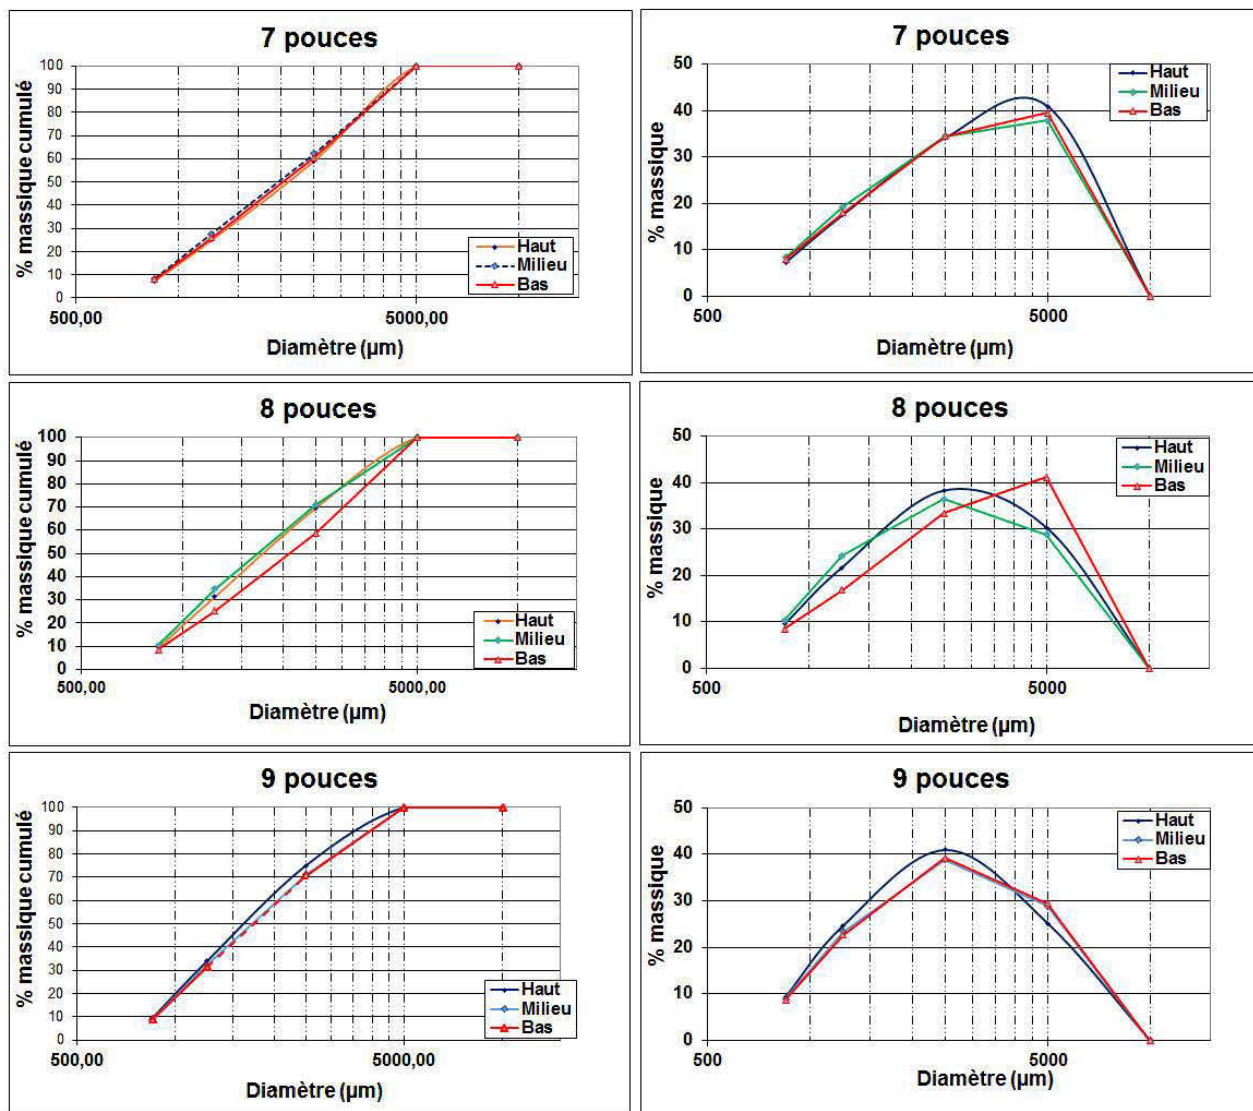 7 pouces
% massique cumulé
100
90
80
70
60
50
40
30
20
10
0
500,00
5000,00
Diamètre (µm)
Haut
Milieu
Bas
7 pouces
% massique
50
40
30
20
10
0
500
5000
Diamètre (µm)
Haut
Milieu
Bas
8 pouces
% massique cumulé
100
90
80
70
60
50
40
30
20
10
0
500,00
5000,00
Diamètre (µm)
Haut
Milieu
Bas
8 pouces
% massique
50
40
30
20
10
0
500
5000
Diamètre (µm)
Haut
Milieu
Bas
9 pouces
% massique cumulé
100
90
80
70
60
50
40
30
20
10
0
500,00
5000,00
Diamètre (µm)
Haut
Milieu
Bas
9 pouces
% massique
50
40
30
20
10
0
500
5000
Diamètre (µm)
Haut
Milieu
Bas